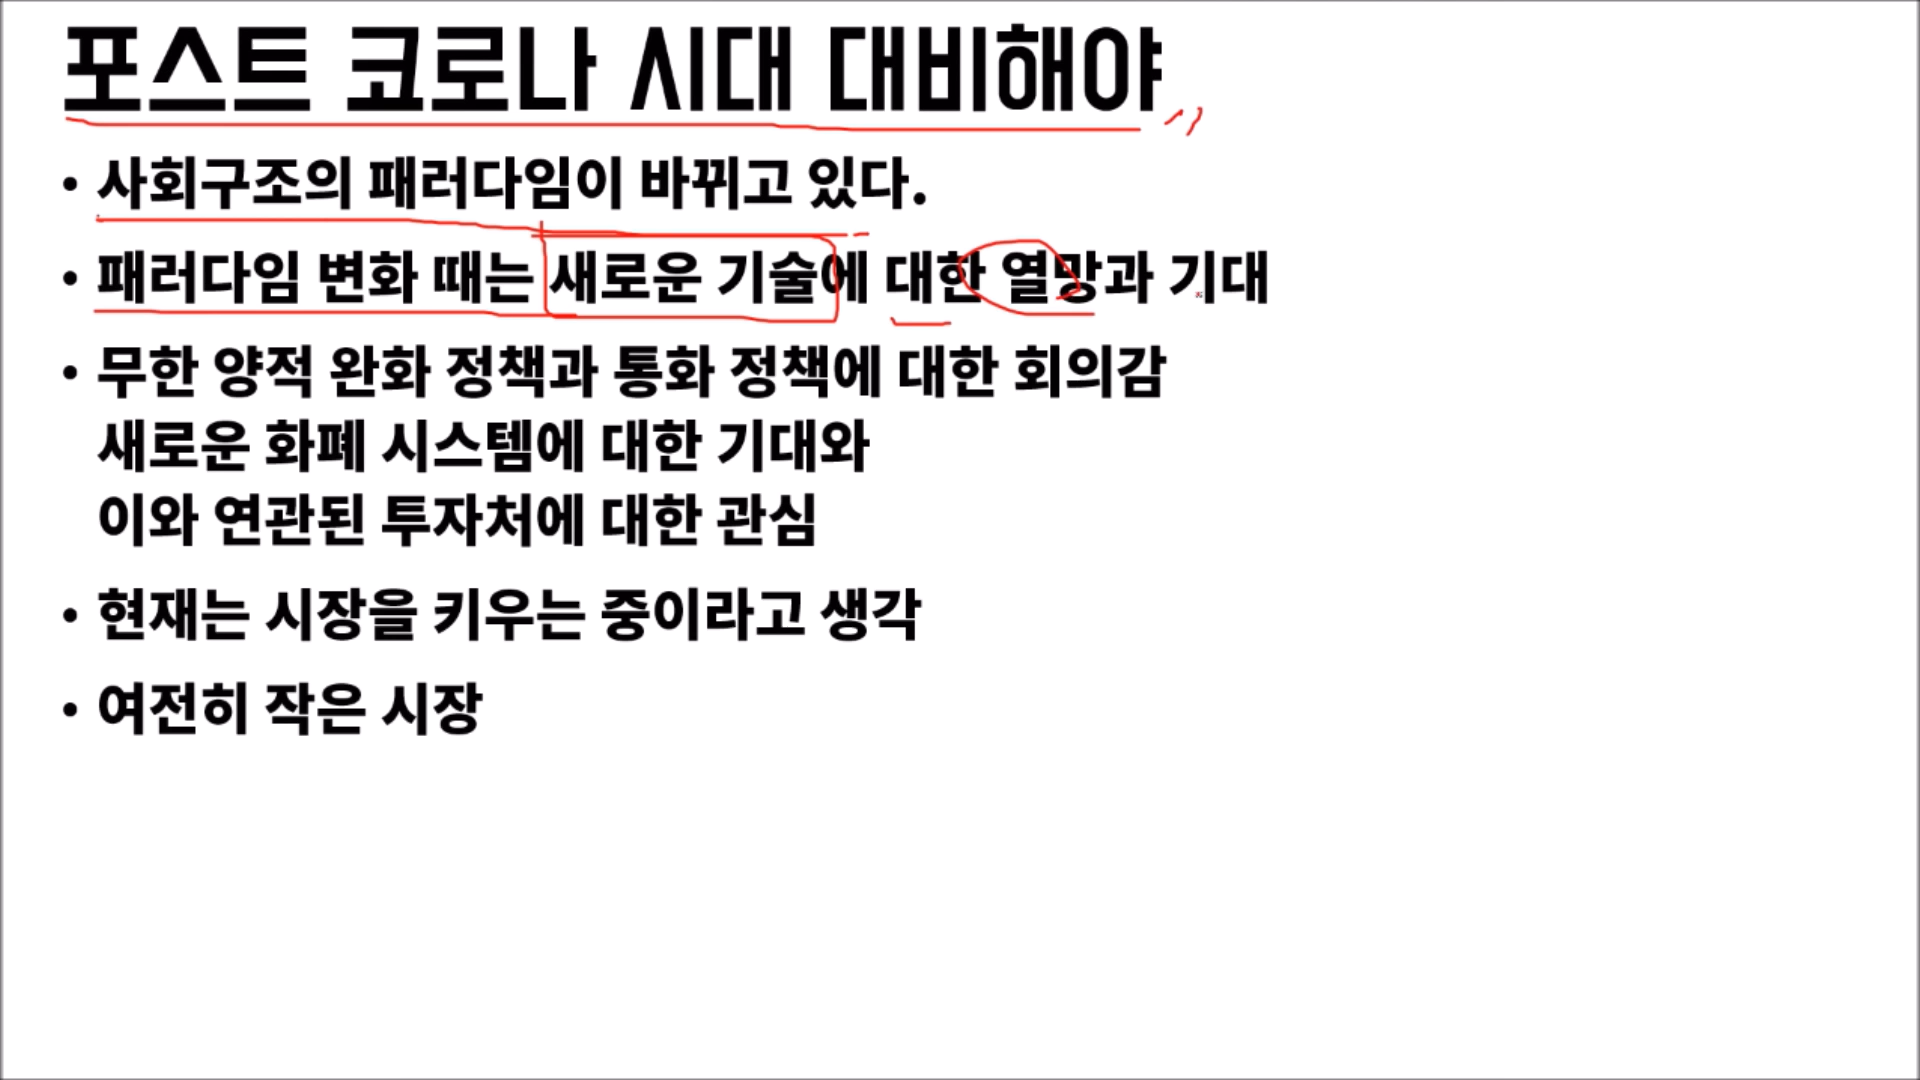 포스트 코로나 시대 대비해야
• 사회구조의 패러다임이 바뀌고 있다.
• 패러다임 변화 때는 새로운 기술에 대한 열망과 기대
• 무한 양적 완화 정책과 통화 정책에 대한 회의감
새로운 화폐 시스템에 대한 기대와
이와 연관된 투자처에 대한 관심
• 현재는 시장을 키우는 중이라고 생각
• 여전히 작은 시장